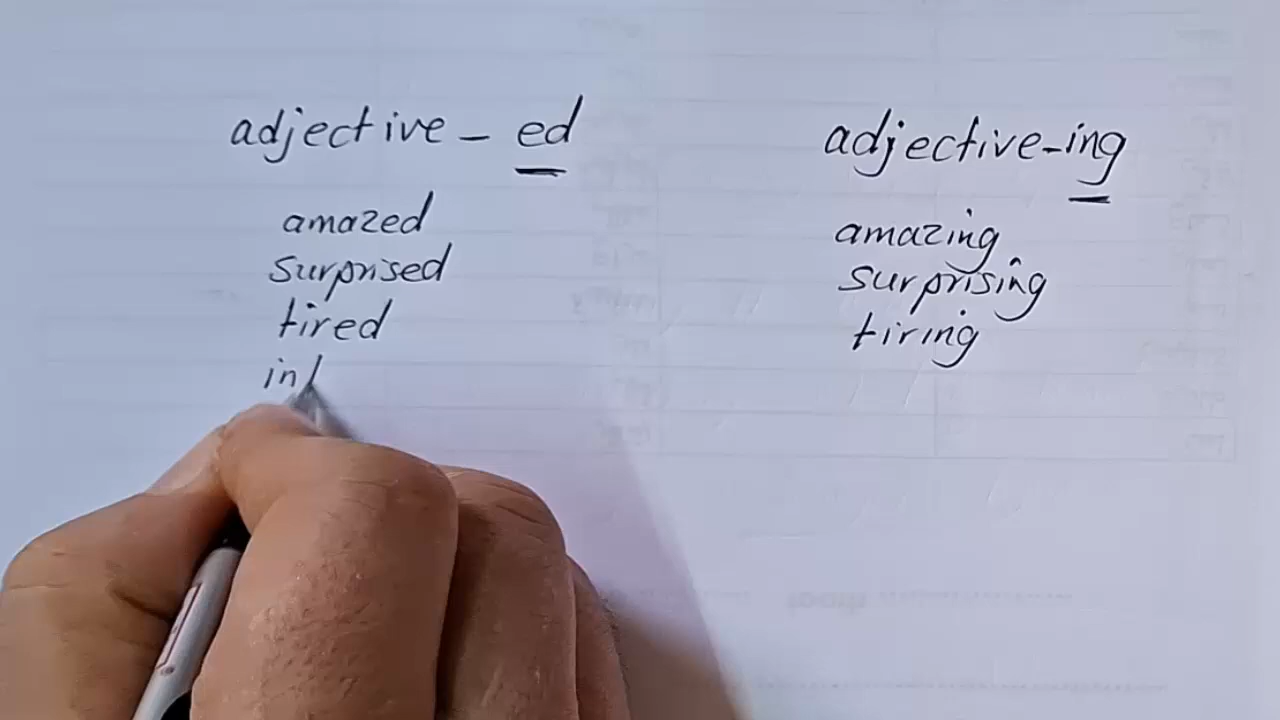 adjective - ed
amazed
surprised
tired
adjective-ing
amazing
surprising
tiring